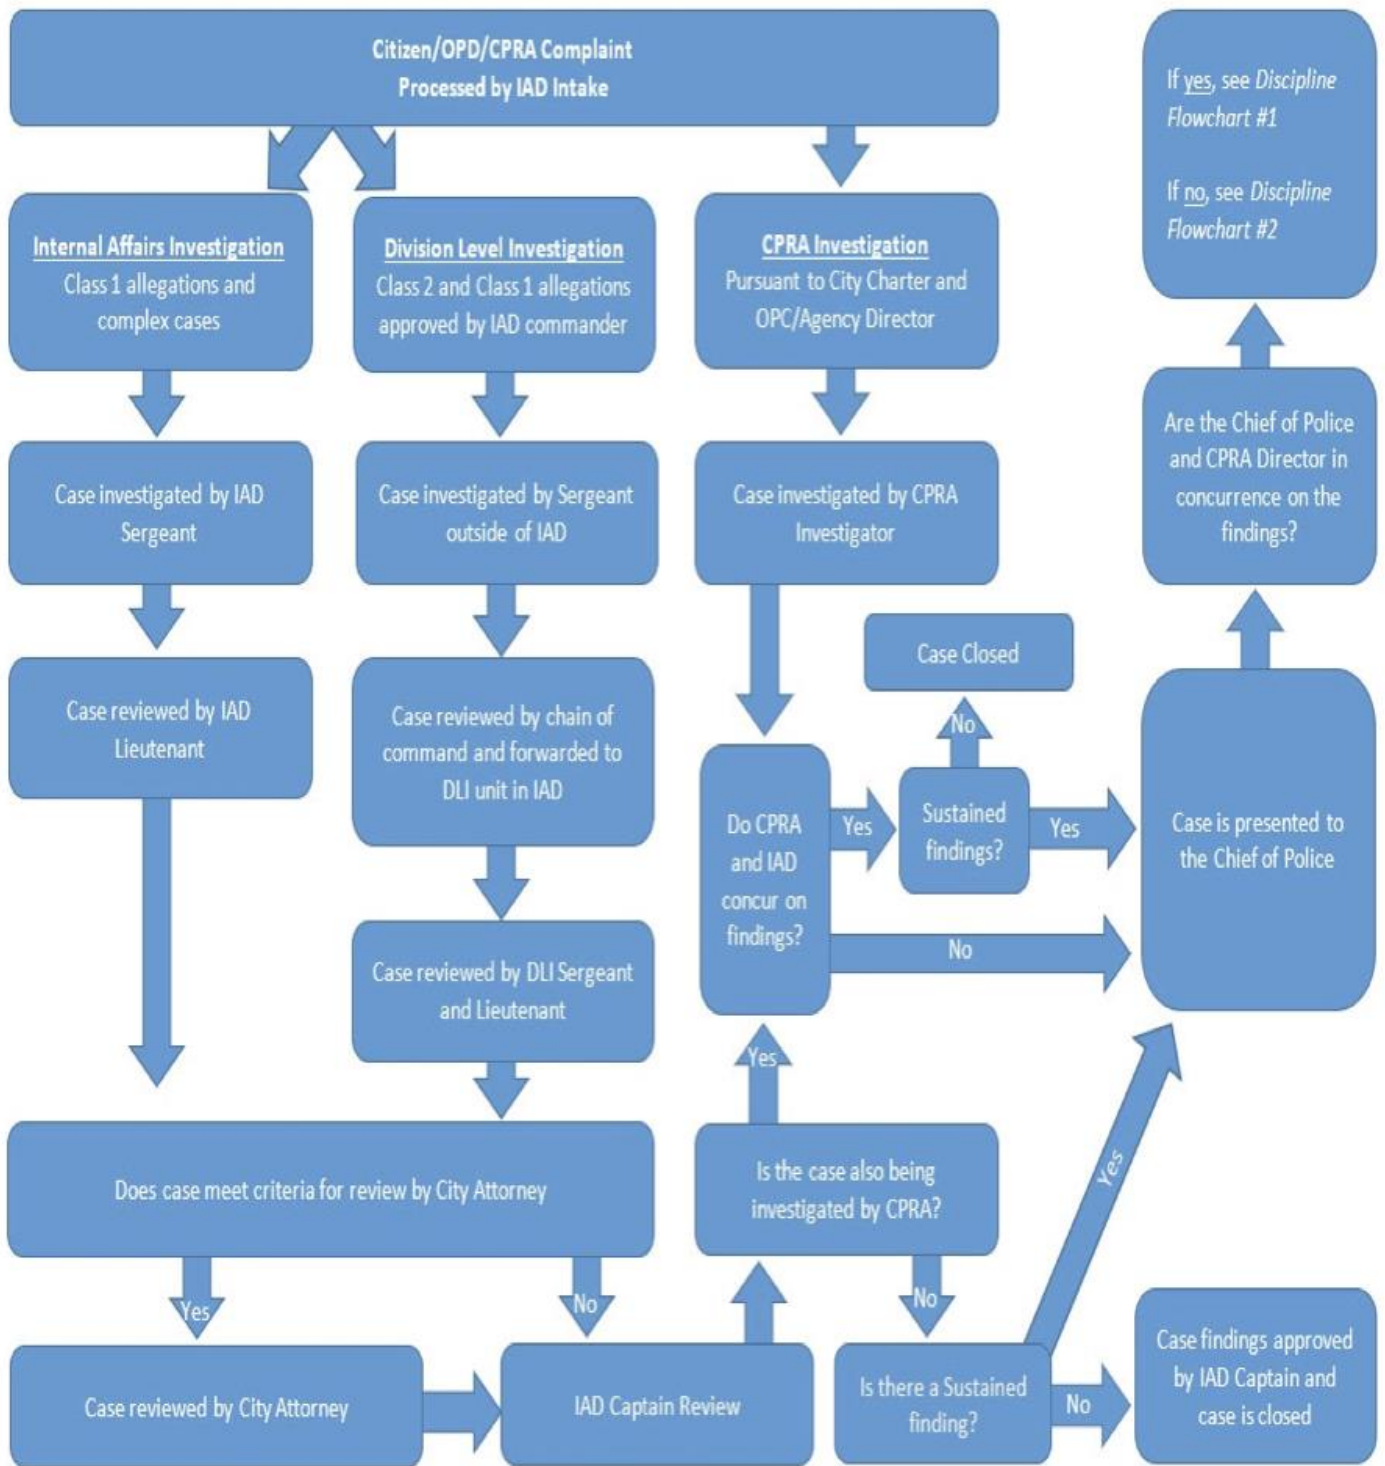 Citizen/OPD/CPRA Complaint
Processed by IAD Intake
If yes, see Discipline
Flowchart #1
If no, see Discipline
Flowchart #2
Internal Affairs Investigation
Class 1 allegations and
complex cases
Division Level Investigation
Class 2 and Class 1 allegations
approved by IAD commander
CPRA Investigation
Pursuant to City Charter and
OPC/Agency Director
Are the Chief of Police
and CPRA Director in
concurrence on the
findings?
Case investigated by IAD
Sergeant
Case investigated by Sergeant
outside of IAD
Case investigated by CPRA
Investigator
Case Closed
No
Case reviewed by IAD
Lieutenant
Case reviewed by chain of
command and forwarded to
DLI unit in IAD
Do CPRA
and IAD
concur on
findings?
Yes
Sustained
findings?
Yes
Case is presented to
the Chief of Police
No
Case reviewed by DLI Sergeant
and Lieutenant
Yes
Does case meet criteria for review by City Attorney
Is the case also being
investigated by CPRA?
Yes
Yes
No
No
Case reviewed by City Attorney
IAD Captain Review
Is there a Sustained
finding?
No
Case findings approved
by IAD Captain and
case is closed